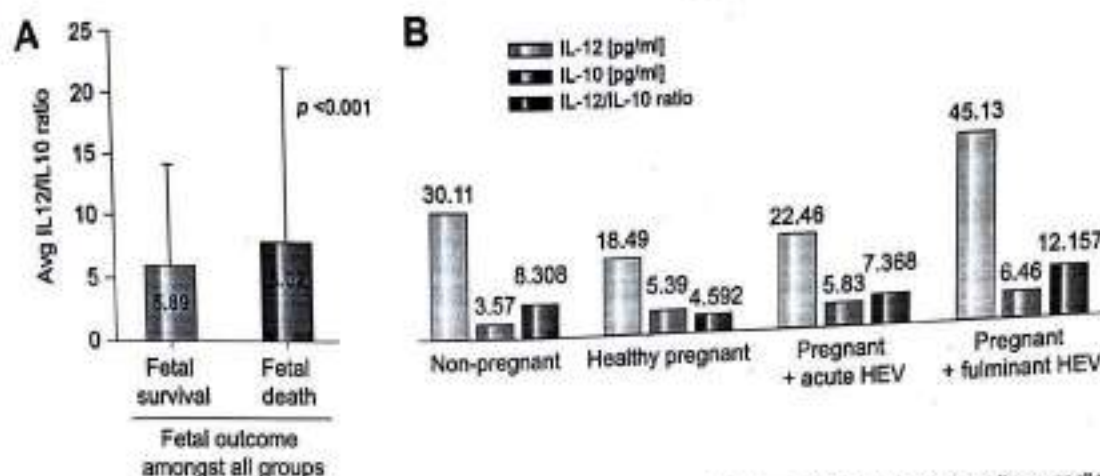 A
25
20
15
10
5
0
Avg IL12/IL10 ratio
p <0.001
5.89
Fetal
survival
Fetal
death
Fetal outcome
amongst all groups
B
IL-12 [pg/ml]
IL-10 [pg/ml]
IL-12/IL-10 ratio
30.11
3.57
8.308
18.49
5.39
4.592
22.46
5.83
7.368
45.13
6.46
12.157
Non-pregnant
Healthy pregnant
Pregnant
+ acute HEV
Pregnant
+ fulminant HEV